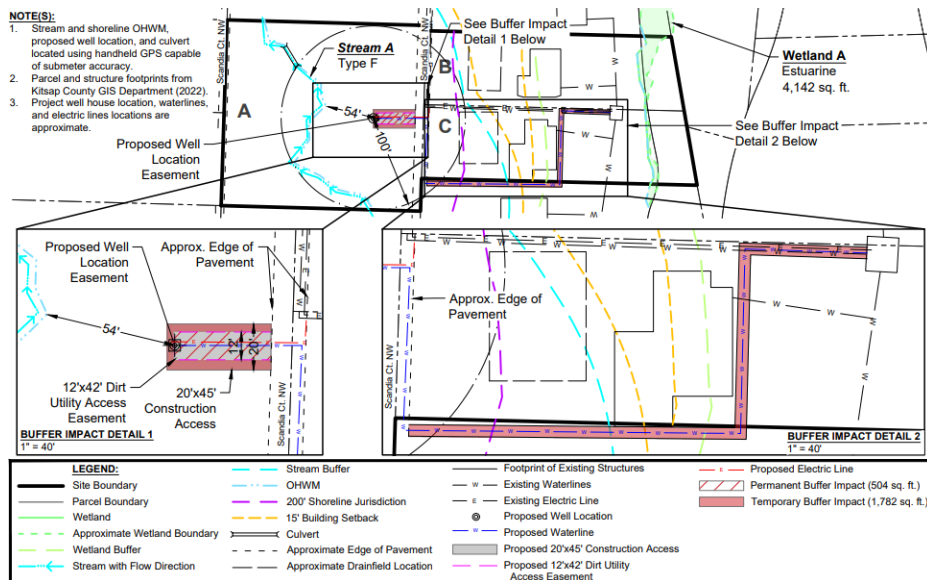 NOTE(S):
1. Stream and shoreline OHWM,
proposed well location, and culvert
located using handheld GPS capable
of submeter accuracy.
2. Parcel and structure footprints from
Kitsap County GIS Department (2022).
3. Project well house location, waterlines,
and electric lines locations are
approximate.
Scandia Ct. NW
Stream A
Type F
Scandia Ct. NW
See Buffer Impact
Detail 1 Below
Wetland A
Estuarine
4,142 sq. ft.
A
B
C
54'
100'
Proposed Well
Location
Easement
See Buffer Impact
Detail 2 Below
W
W
W
W
E
W
W
W
W
Proposed Well
Location
Easement
Approx. Edge of
Pavement
54'
12'
20'
12'x42' Dirt
Utility Access
Easement
20'x45'
Construction
Access
Scandia Ct. NW
W
E
BUFFER IMPACT DETAIL 1
1" = 40'
Approx. Edge of
Pavement
Scandia Ct. NW
E
W
E
W
E
W
E
W
W
W
W
W
BUFFER IMPACT DETAIL 2
1" = 40'
LEGEND:
Site Boundary
Parcel Boundary
Wetland
Approximate Wetland Boundary
Wetland Buffer
Stream with Flow Direction
Stream Buffer
OHWM
200' Shoreline Jurisdiction
15' Building Setback
Culvert
Approximate Edge of Pavement
Approximate Drainfield Location
Footprint of Existing Structures
W Existing Waterlines
E Existing Electric Line
Proposed Well Location
W Proposed Waterline
Proposed 20'x45' Construction Access
Proposed 12'x42' Dirt Utility
Access Easement
E Proposed Electric Line
Permanent Buffer Impact (504 sq. ft.)
Temporary Buffer Impact (1,782 sq. ft.)